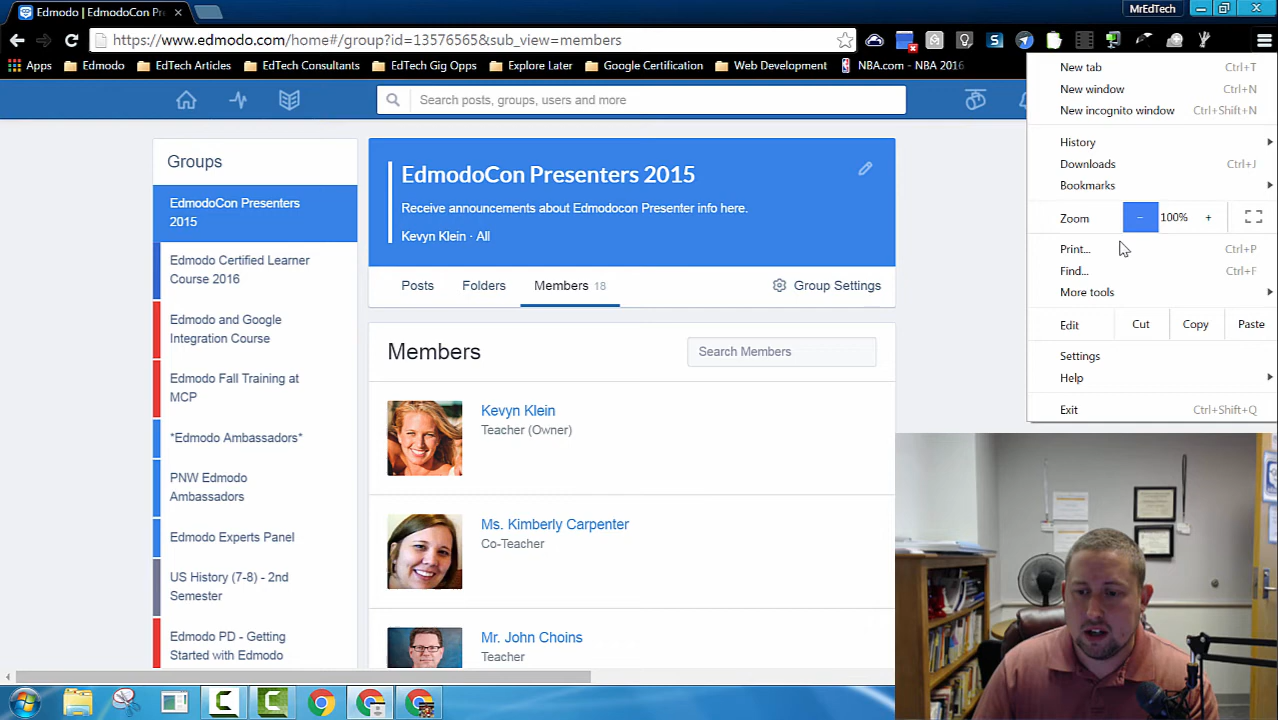 Edmodo | EdmodoCon Pr
MrEdTech
https://www.edmodo.com/home#/group?id=13576565&sub_view=members
Apps
Edmodo
EdTech Articles
EdTech Consultants
EdTech Gig Opps
Explore Later
Google Certification
Web Development
NBA.com - NBA 2016
Search posts, groups, users and more
Groups
EdmodoCon Presenters
2015
Edmodo Certified Learner
Course 2016
Edmodo and Google
Integration Course
Edmodo Fall Training at
MCP
*Edmodo Ambassadors*
PNW Edmodo
Ambassadors
Edmodo Experts Panel
US History (7-8) - 2nd
Semester
Edmodo PD - Getting
Started with Edmodo
EdmodoCon Presenters 2015
Receive announcements about Edmodocon Presenter info here.
Kevyn Klein · All
Posts
Folders
Members 18
Group Settings
Members
Search Members
Kevyn Klein
Teacher (Owner)
Ms. Kimberly Carpenter
Co-Teacher
Mr. John Choins
Teacher
New tab Ctrl+T
New window Ctrl+N
New incognito window Ctrl+Shift+N
History
Downloads Ctrl+J
Bookmarks
Zoom − 100% +
Print... Ctrl+P
Find... Ctrl+F
More tools
Edit Cut Copy Paste
Settings
Help
Exit Ctrl+Shift+Q